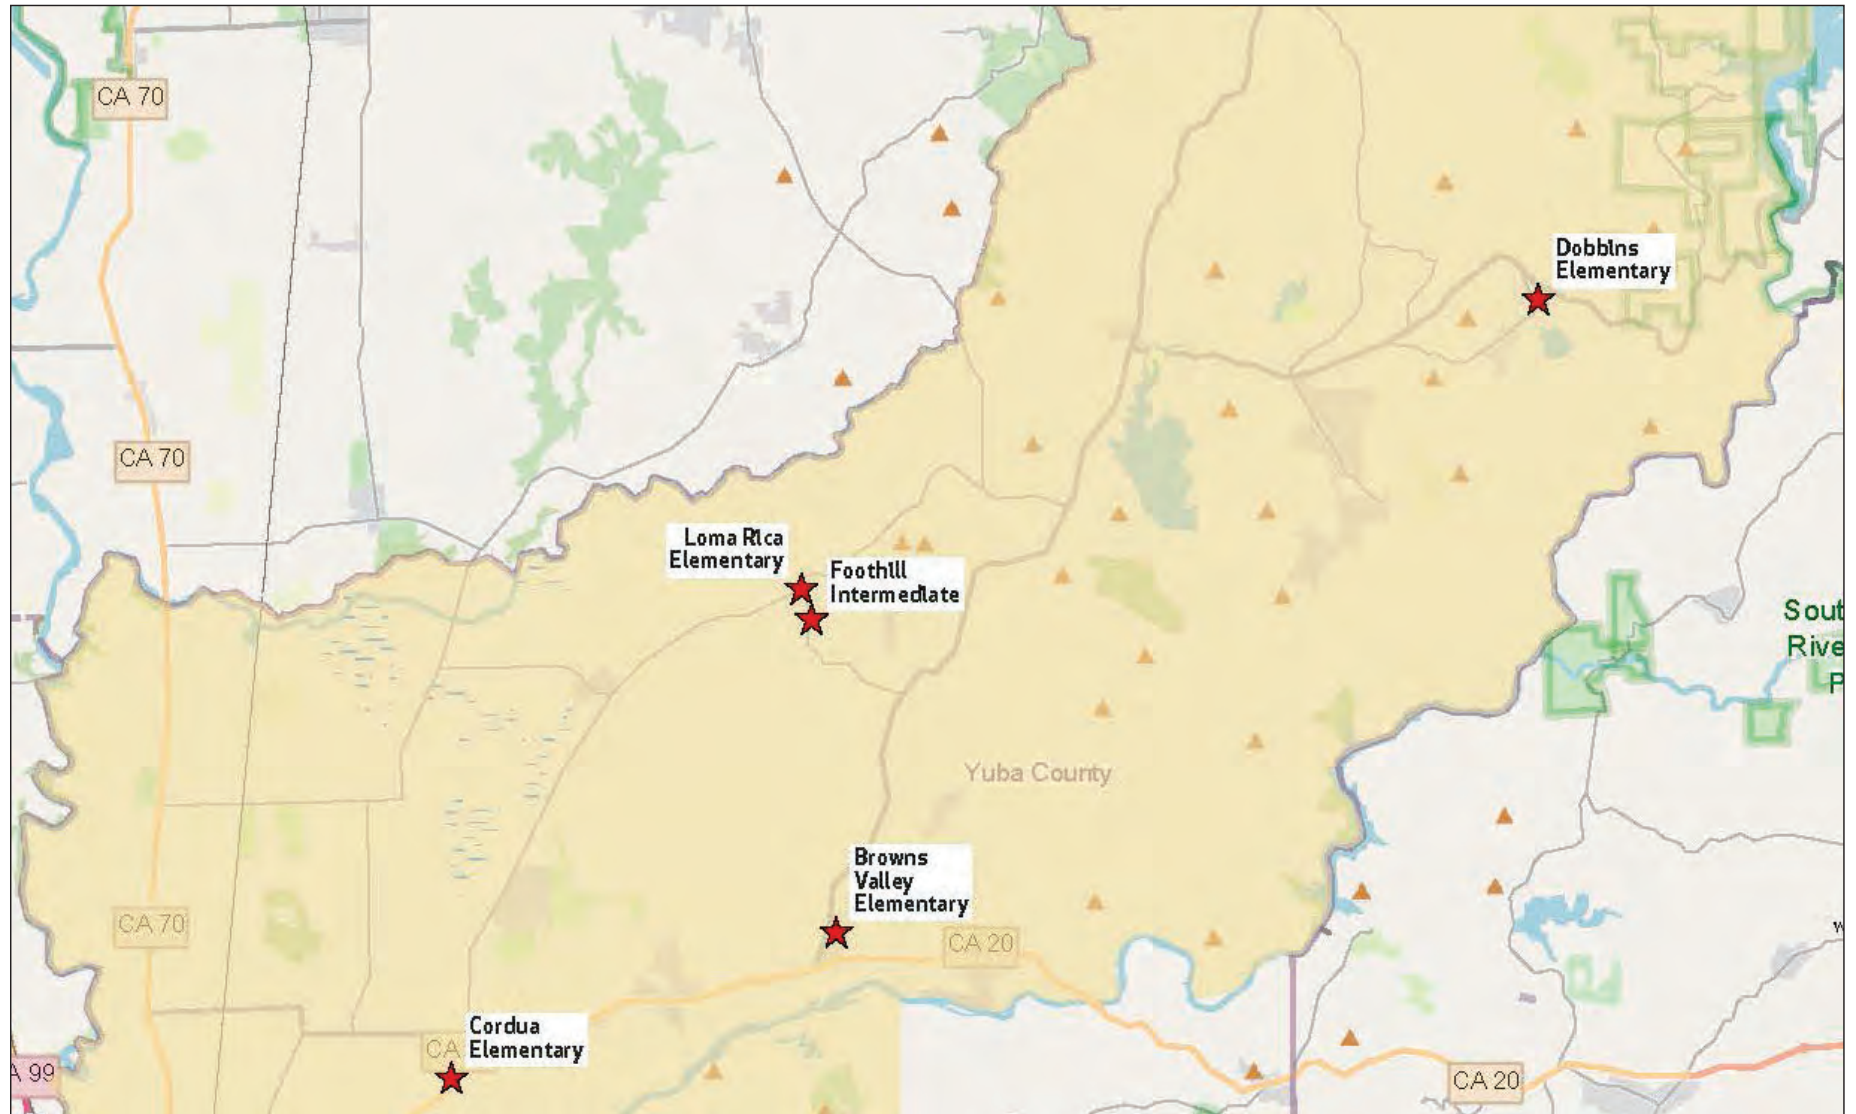 CA 70
Dobbins
Elementary
CA 70
Loma Rica
Elementary
Foothill
Intermediate
Sout
Rive
P
Yuba County
Browns
Valley
Elementary
CA 70
CA 20
Cordua
Elementary
CA
A 99
CA 20